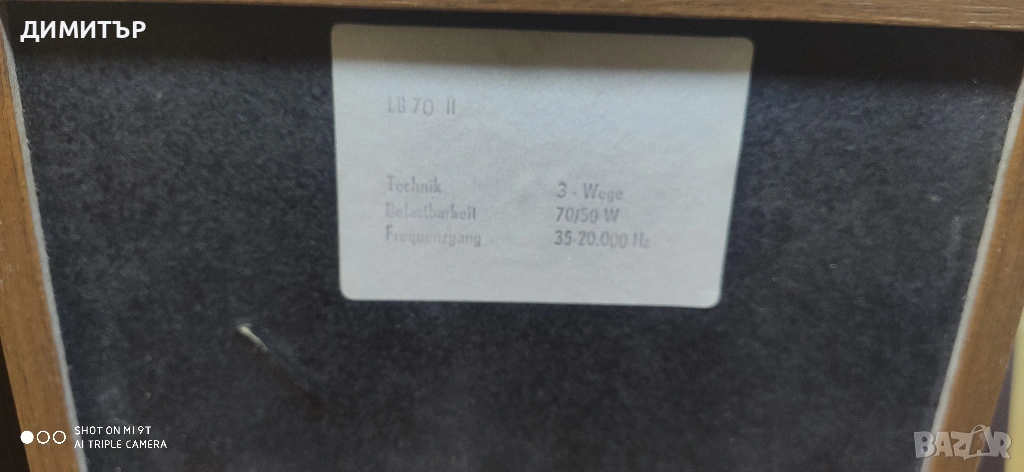 ДИМИТЪР
LB 70 II
Technik 3 - Wege
Belastbarkeit 70/50 W
Frequenzgang 35-20.000 Hz
SHOT ON MI 9T
AI TRIPLE CAMERA
BAZAR